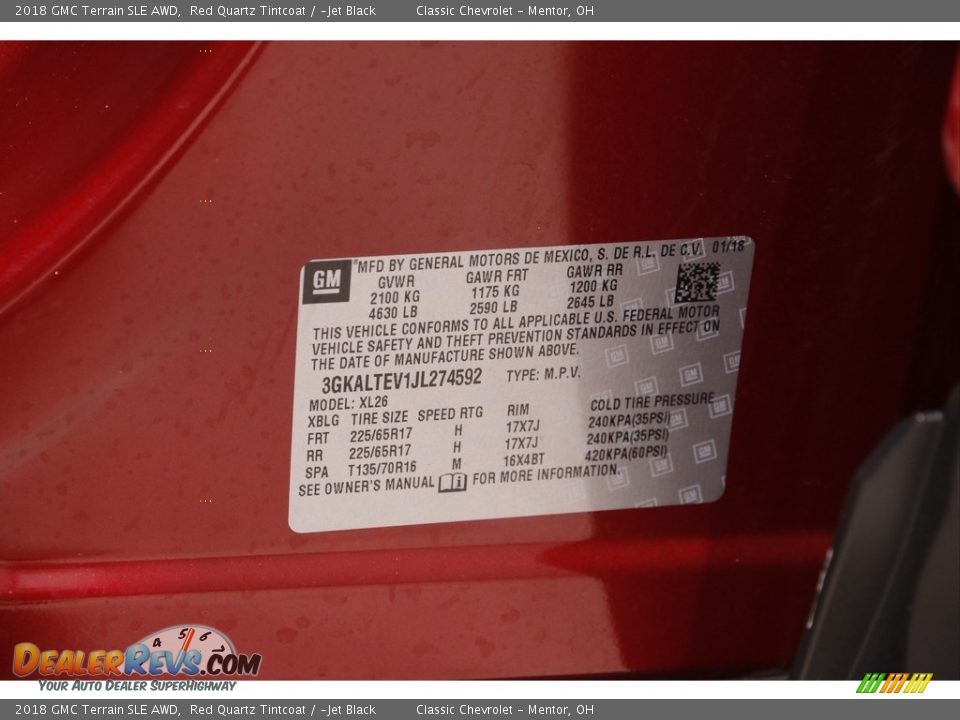 2018 GMC Terrain SLE AWD, Red Quartz Tintcoat / -Jet Black Classic Chevrolet - Mentor, OH
GM MFD BY GENERAL MOTORS DE MEXICO, S. DE R.L. DE C.V. 01/18
GVWR GAWR FRT GAWR RR
2100 KG 1175 KG 1200 KG
4630 LB 2590 LB 2645 LB
THIS VEHICLE CONFORMS TO ALL APPLICABLE U.S. FEDERAL MOTOR
VEHICLE SAFETY AND THEFT PREVENTION STANDARDS IN EFFECT ON
THE DATE OF MANUFACTURE SHOWN ABOVE.
3GKALTEV1JL274592 TYPE: M.P.V.
MODEL: XL26
XBLG TIRE SIZE SPEED RTG RIM COLD TIRE PRESSURE
FRT 225/65R17 H 17X7J 240KPA(35PSI)
RR 225/65R17 H 17X7J 240KPA(35PSI)
SPA T135/70R16 M 16X4BT 420KPA(60PSI)
SEE OWNER'S MANUAL i FOR MORE INFORMATION.
4 5 6
DEALERREVS.COM
YOUR AUTO DEALER SUPERHIGHWAY
2018 GMC Terrain SLE AWD, Red Quartz Tintcoat / -Jet Black Classic Chevrolet - Mentor, OH